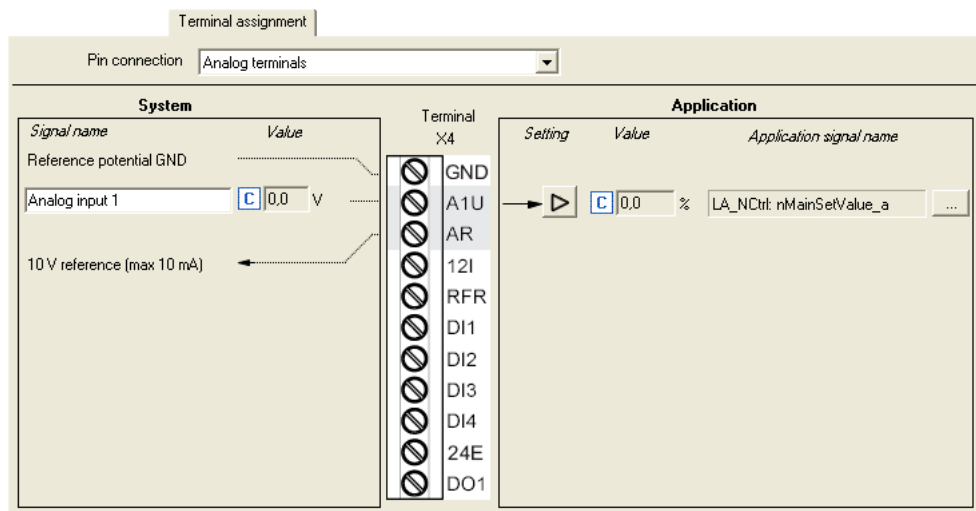 Terminal assignment
Pin connection Analog terminals
System
Signal name Value
Reference potential GND
Analog input 1 C 0,0 V
10 V reference (max 10 mA)
Terminal
X4
GND
A1U
AR
12I
RFR
DI1
DI2
DI3
DI4
24E
DO1
Application
Setting Value Application signal name
C 0,0 % LA_NCtrl: nMainSetValue_a ...